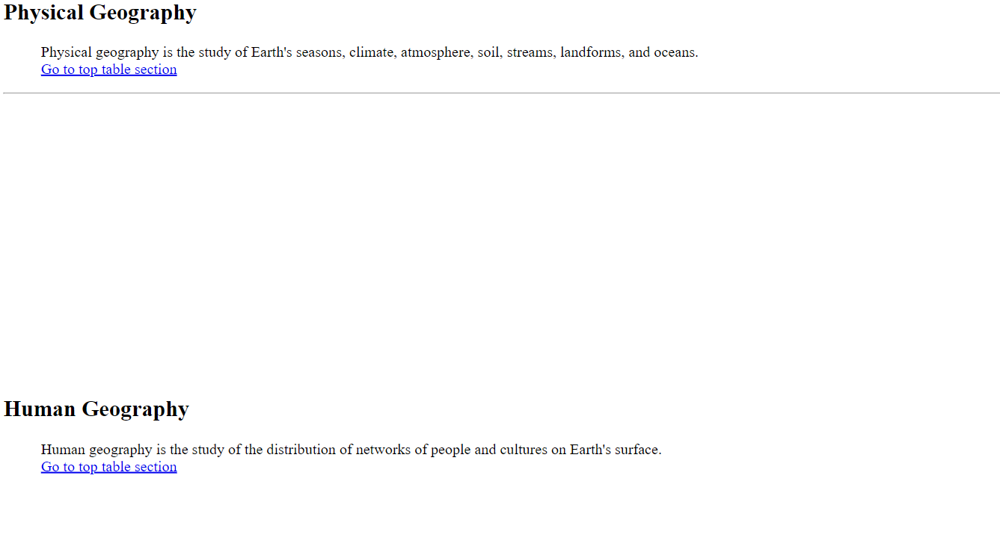 Physical Geography
Physical geography is the study of Earth's seasons, climate, atmosphere, soil, streams, landforms, and oceans.
Go to top table section
Human Geography
Human geography is the study of the distribution of networks of people and cultures on Earth's surface.
Go to top table section